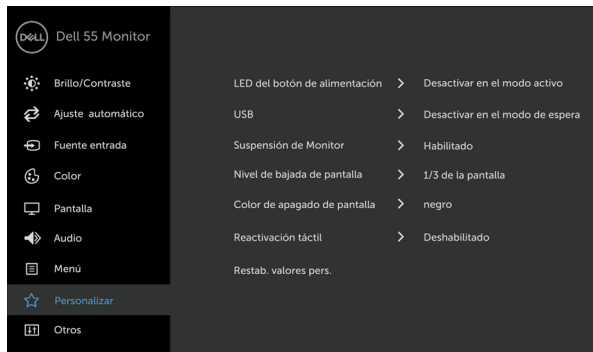 DELL Dell 55 Monitor
Brillo/Contraste
LED del botón de alimentación > Desactivar en el modo activo
Ajuste automático
USB > Desactivar en el modo de espera
Fuente entrada
Suspensión de Monitor > Habilitado
Color
Nivel de bajada de pantalla > 1/3 de la pantalla
Pantalla
Color de apagado de pantalla > negro
Audio
Reactivación táctil > Deshabilitado
Menú
Restab. valores pers.
Personalizar
Otros